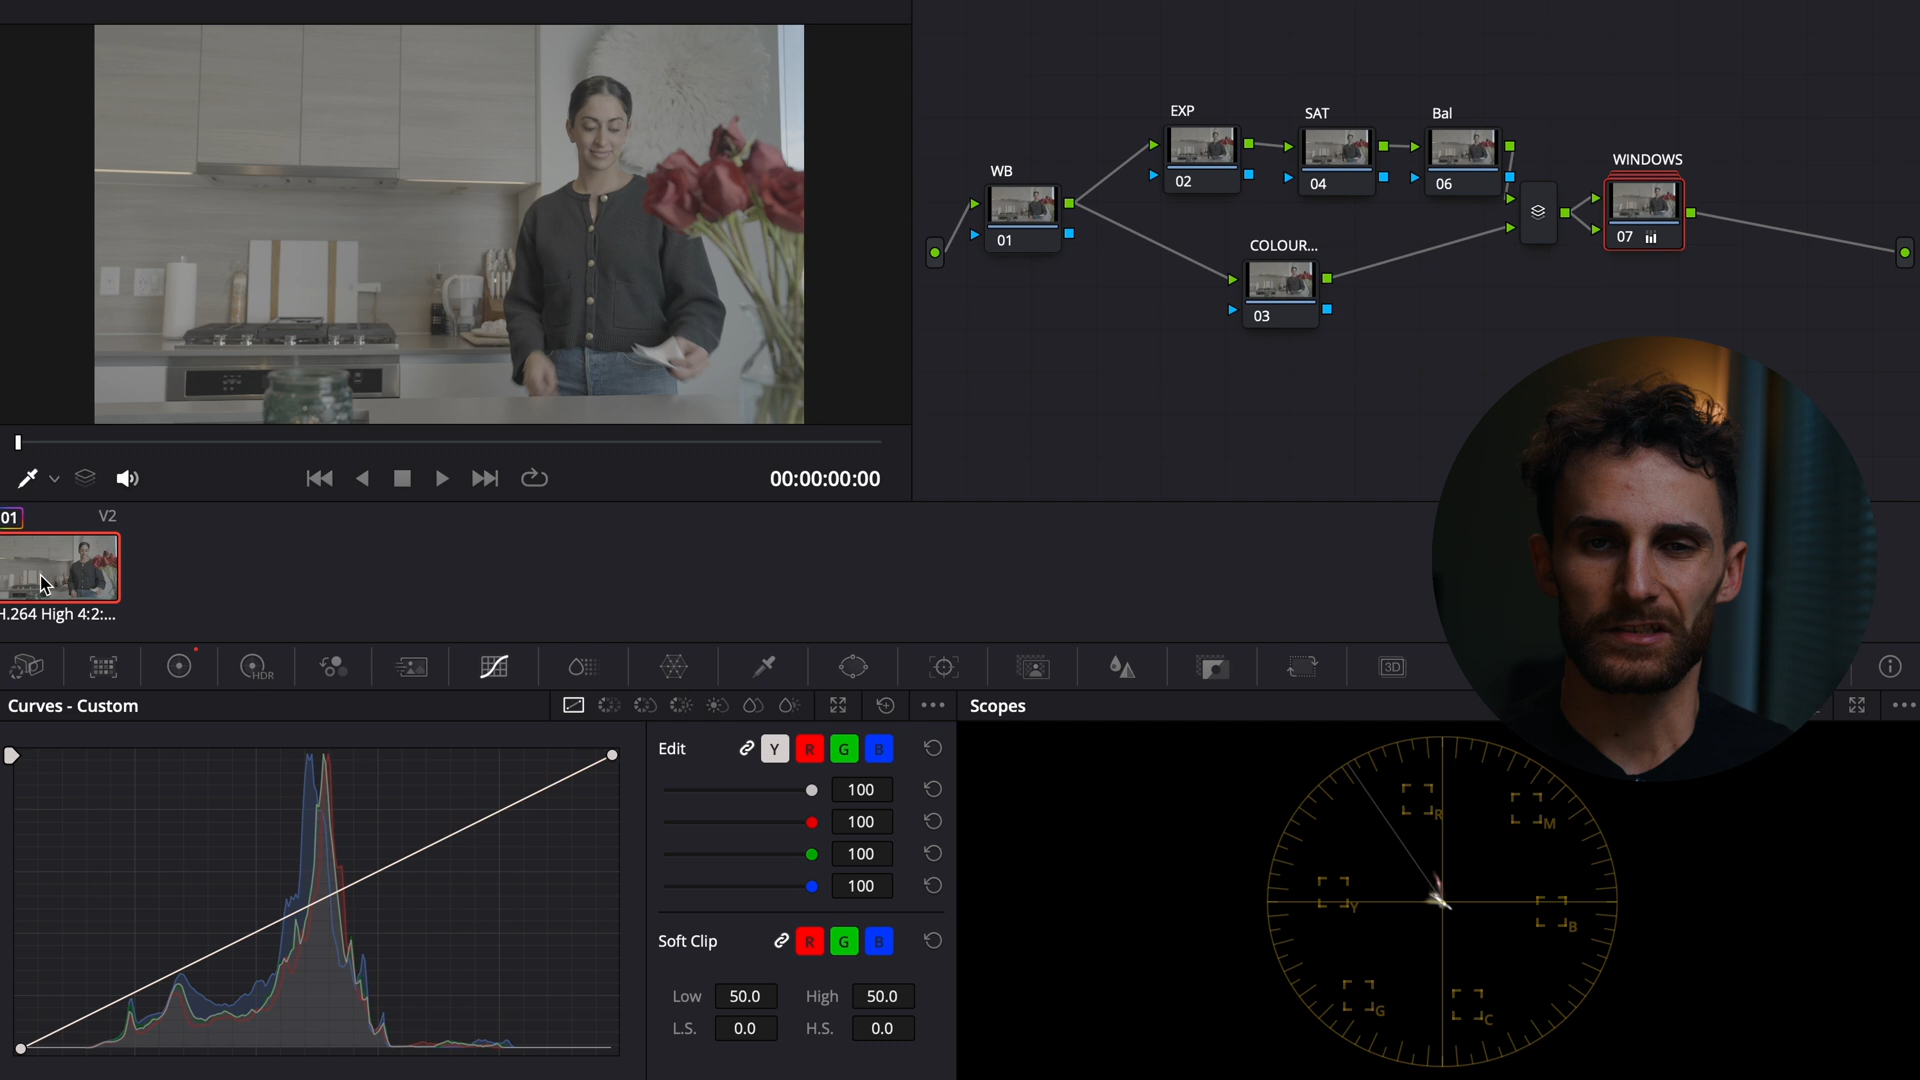 EXP
SAT
Bal
WINDOWS
WB
02
04
06
07
01
COLOUR...
03
00:00:00:00
01
V2
H.264 High 4:2:...
HDR
3D
Curves - Custom
Scopes
Edit
Y
R
G
B
100
100
100
100
Soft Clip
R
G
B
Low
50.0
High
50.0
L.S.
0.0
H.S.
0.0
R
M
Y
B
G
C